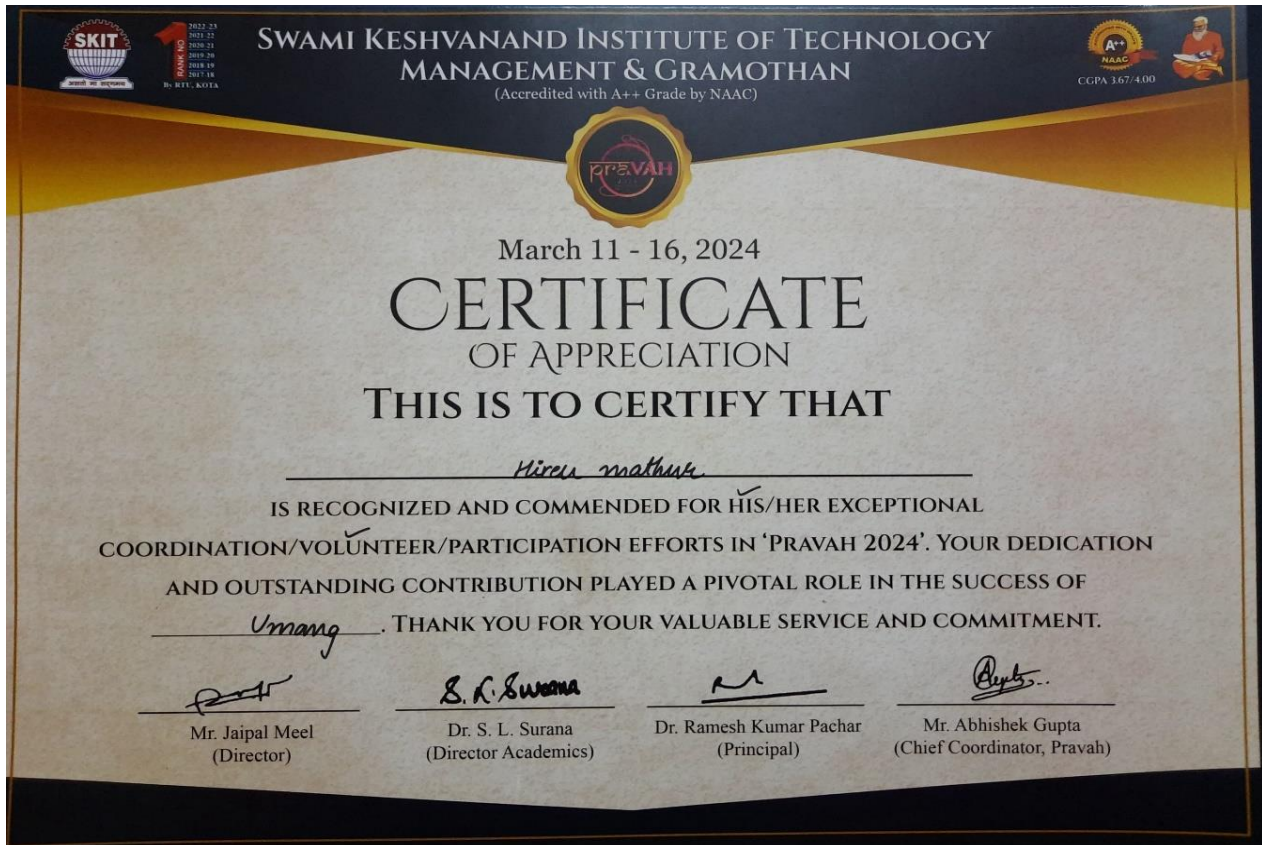 SKIT
RANK NO 1
2022-23
2021-22
2020-21
2019-20
2018-19
2017-18
By RTU, KOTA
SWAMI KESHVANAND INSTITUTE OF TECHNOLOGY
MANAGEMENT & GRAMOTHAN
(Accredited with A++ Grade by NAAC)
A++
NAAC
CGPA 3.67/4.00
praVAH
March 11 - 16, 2024
CERTIFICATE
OF APPRECIATION
THIS IS TO CERTIFY THAT
Hiren mathur
IS RECOGNIZED AND COMMENDED FOR HIS/HER EXCEPTIONAL
COORDINATION/VOLUNTEER/PARTICIPATION EFFORTS IN ‘PRAVAH 2024’. YOUR DEDICATION
AND OUTSTANDING CONTRIBUTION PLAYED A PIVOTAL ROLE IN THE SUCCESS OF
Umang. THANK YOU FOR YOUR VALUABLE SERVICE AND COMMITMENT.
S. L. Surana
Mr. Jaipal Meel
(Director)
Dr. S. L. Surana
(Director Academics)
Dr. Ramesh Kumar Pachar
(Principal)
Mr. Abhishek Gupta
(Chief Coordinator, Pravah)